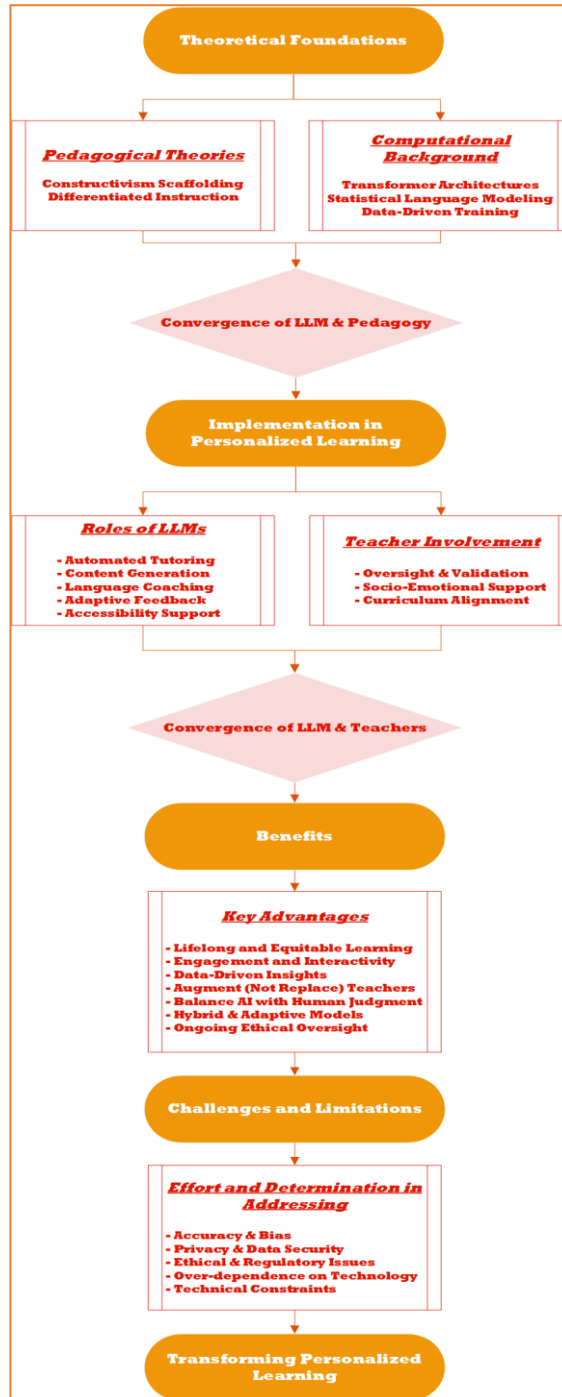 Theoretical Foundations
Pedagogical Theories
Constructivism Scaffolding
Differentiated Instruction
Computational
Background
Transformer Architectures
Statistical Language Modeling
Data-Driven Training
Convergence of LLM & Pedagogy
Implementation in
Personalized Learning
Roles of LLMs
- Automated Tutoring
- Content Generation
- Language Coaching
- Adaptive Feedback
- Accessibility Support
Teacher Involvement
- Oversight & Validation
- Socio-Emotional Support
- Curriculum Alignment
Convergence of LLM & Teachers
Benefits
Key Advantages
- Lifelong and Equitable Learning
- Engagement and Interactivity
- Data-Driven Insights
- Augment (Not Replace) Teachers
- Balance AI with Human Judgment
- Hybrid & Adaptive Models
- Ongoing Ethical Oversight
Challenges and Limitations
Effort and Determination in
Addressing
- Accuracy & Bias
- Privacy & Data Security
- Ethical & Regulatory Issues
- Over-dependence on Technology
- Technical Constraints
Transforming Personalized
Learning